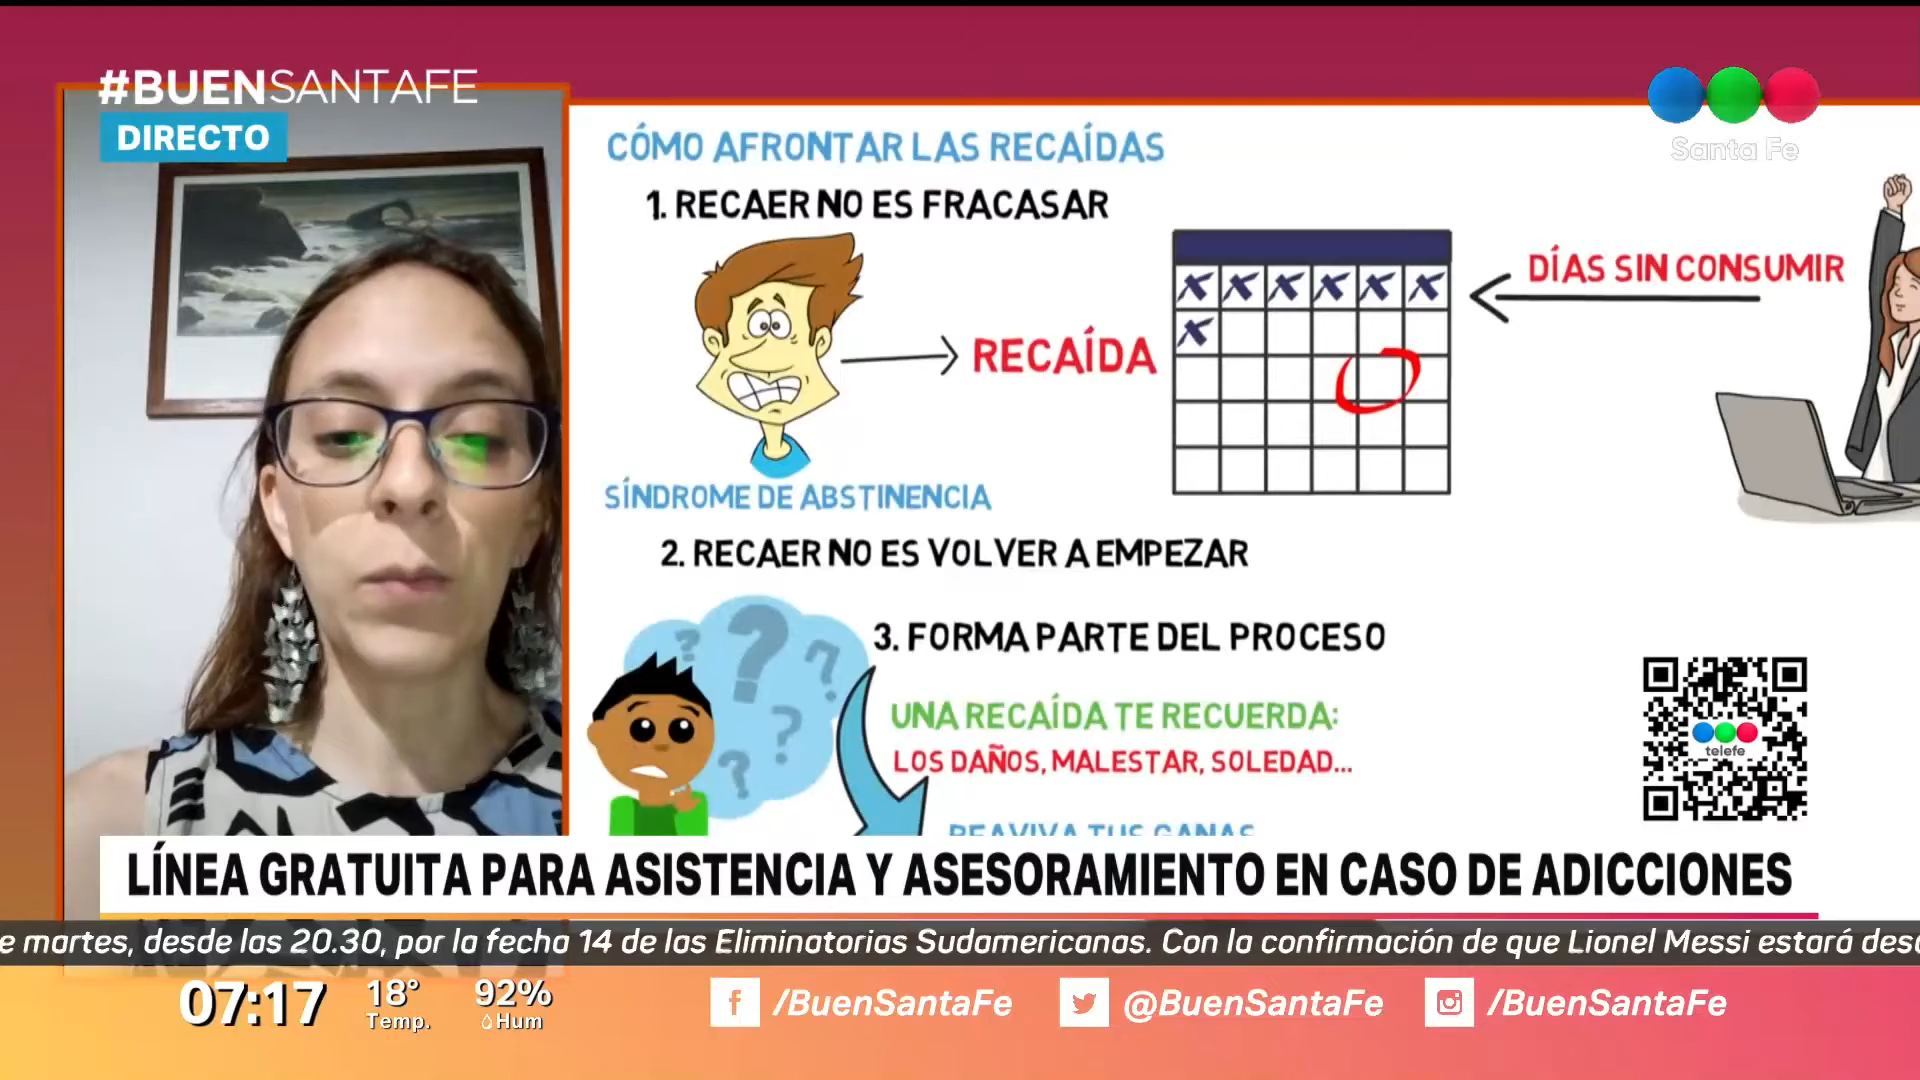 #BUENSANTAFE
DIRECTO
Santa Fe
CÓMO AFRONTAR LAS RECAÍDAS
1. RECAER NO ES FRACASAR
DÍAS SIN CONSUMIR
RECAÍDA
SÍNDROME DE ABSTINENCIA
2. RECAER NO ES VOLVER A EMPEZAR
3. FORMA PARTE DEL PROCESO
UNA RECAÍDA TE RECUERDA:
LOS DAÑOS, MALESTAR, SOLEDAD...
telefe
REAVIVA TUS GANAS
LÍNEA GRATUITA PARA ASISTENCIA Y ASESORAMIENTO EN CASO DE ADICCIONES
e martes, desde las 20.30, por la fecha 14 de las Eliminatorias Sudamericanas. Con la confirmación de que Lionel Messi estará des
07:17
18° Temp.
92% Hum
/BuenSantaFe
@BuenSantaFe
/BuenSantaFe